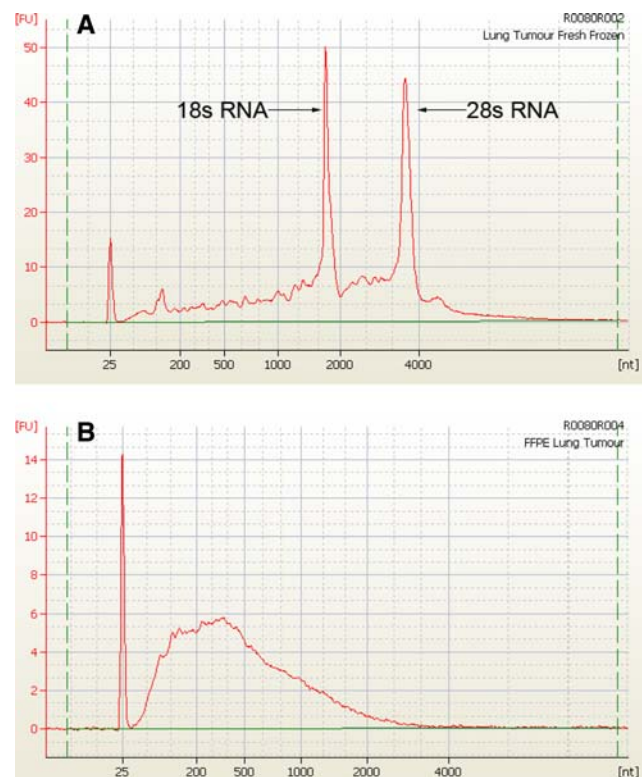 [FU]
A
R0080R002
Lung Tumour Fresh Frozen
50
18s RNA
28s RNA
40
30
20
10
0
25 200 500 1000 2000 4000 [nt]
[FU]
B
R0080R004
FFPE Lung Tumour
14
12
10
8
6
4
2
0
25 200 500 1000 2000 4000 [nt]